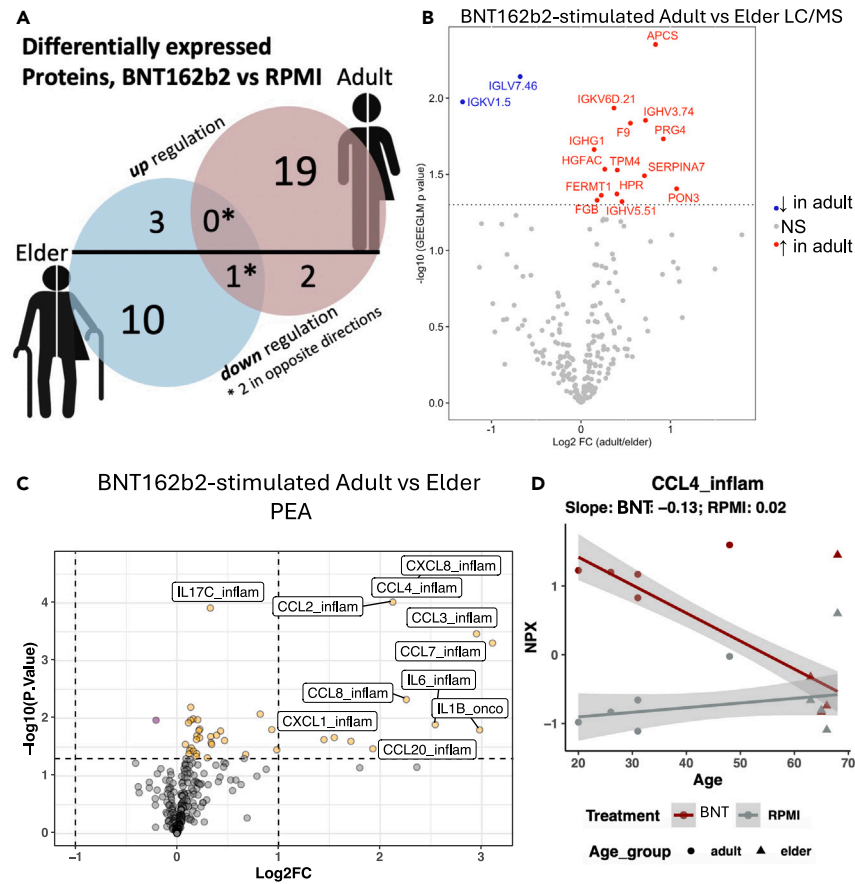 A
Differentially expressed
Proteins, BNT162b2 vs RPMI
Adult
up regulation
19
3
0*
Elder
1*
2
10
down regulation
* 2 in opposite directions
B
BNT162b2-stimulated Adult vs Elder LC/MS
APCS
IGLV7.46
IGKV1.5
IGKV6D.21
IGHV3.74
F9
PRG4
IGHG1
HGFAC
TPM4
SERPINA7
FERMT1
HPR
PON3
FGB
IGHV5.51
2.0
1.5
1.0
0.5
0.0
-log10 (GEEGLM p value)
-1
0
1
Log2 FC (adult/elder)
↓ in adult
NS
↑ in adult
C
BNT162b2-stimulated Adult vs Elder
PEA
CXCL8_inflam
IL17C_inflam
CCL4_inflam
CCL2_inflam
CCL3_inflam
CCL7_inflam
IL6_inflam
CCL8_inflam
IL1B_onco
CXCL1_inflam
CCL20_inflam
4
3
2
1
0
−log10(P.Value)
−1
0
1
2
3
Log2FC
D
CCL4_inflam
Slope: BNT: −0.13; RPMI: 0.02
1
0
−1
NPX
20
30
40
50
60
70
Age
Treatment
BNT
RPMI
Age_group
adult
elder